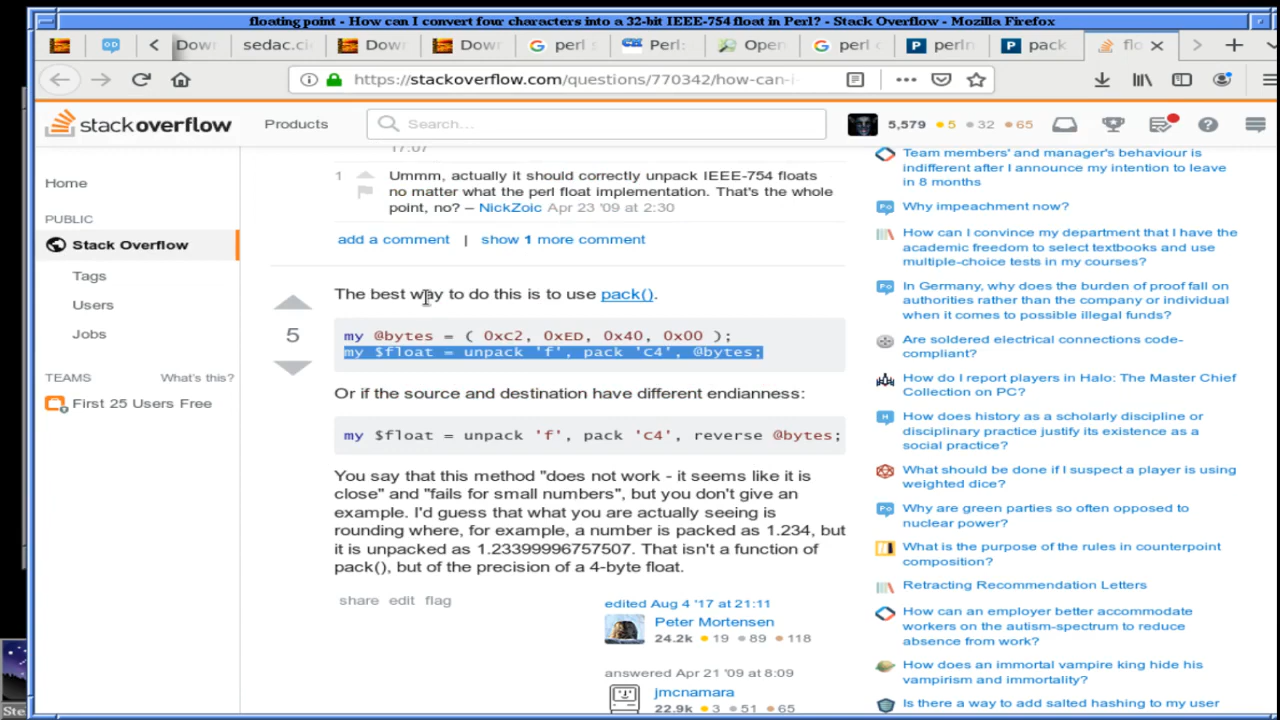 floating point - How can I convert four characters into a 32-bit IEEE-754 float in Perl? - Stack Overflow - Mozilla Firefox
Down sedac.ci Down Down perl Perl: Open perl perln pack flo
https://stackoverflow.com/questions/770342/how-can-i-
stackoverflow Products Search... 5,579 5 32 65
Home
PUBLIC
Stack Overflow
Tags
Users
Jobs
TEAMS What's this?
First 25 Users Free
17:07
1 Ummm, actually it should correctly unpack IEEE-754 floats
no matter what the perl float implementation. That's the whole
point, no? – NickZoic Apr 23 '09 at 2:30
add a comment | show 1 more comment
The best way to do this is to use pack().
5
my @bytes = ( 0xC2, 0xED, 0x40, 0x00 );
my $float = unpack 'f', pack 'C4', @bytes;
Or if the source and destination have different endianness:
my $float = unpack 'f', pack 'C4', reverse @bytes;
You say that this method "does not work - it seems like it is
close" and "fails for small numbers", but you don't give an
example. I'd guess that what you are actually seeing is
rounding where, for example, a number is packed as 1.234, but
it is unpacked as 1.23399996757507. That isn't a function of
pack(), but of the precision of a 4-byte float.
share edit flag
edited Aug 4 '17 at 21:11
Peter Mortensen
24.2k 19 89 118
answered Apr 21 '09 at 8:09
jmcnamara
22.9k 3 51 65
Team members' and manager's behaviour is
indifferent after I announce my intention to leave
in 8 months
Why impeachment now?
How can I convince my department that I have the
academic freedom to select textbooks and use
multiple-choice tests in my courses?
In Germany, why does the burden of proof fall on
authorities rather than the company or individual
when it comes to possible illegal funds?
Are soldered electrical connections code-
compliant?
How do I report players in Halo: The Master Chief
Collection on PC?
How does history as a scholarly discipline or
disciplinary practice justify its existence as a
social practice?
What should be done if I suspect a player is using
weighted dice?
Why are green parties so often opposed to
nuclear power?
What is the purpose of the rules in counterpoint
composition?
Retracting Recommendation Letters
How can an employer better accommodate
workers on the autism-spectrum to reduce
absence from work?
How does an immortal vampire king hide his
vampirism and immortality?
Is there a way to add salted hashing to my user
Ste